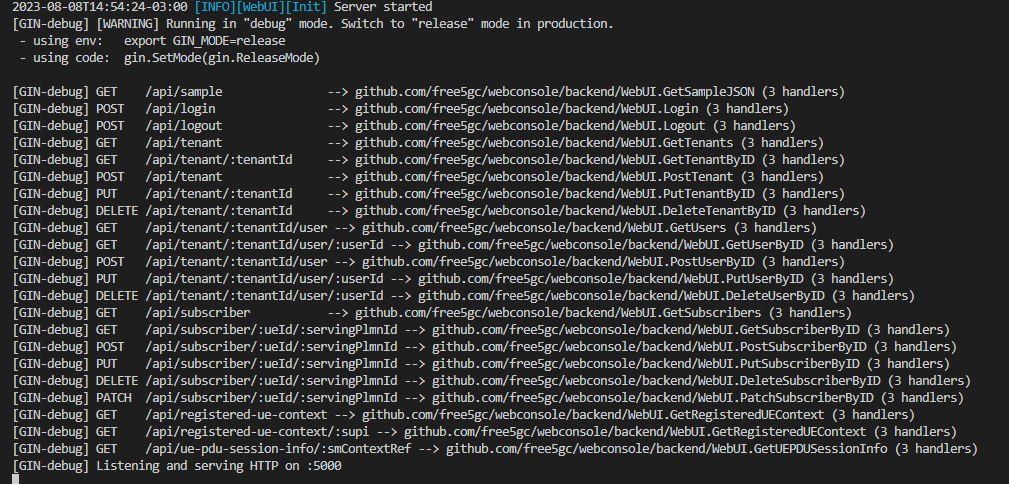 2023-08-08T14:54:24-03:00 [INFO][WebUI][Init] Server started
[GIN-debug] [WARNING] Running in "debug" mode. Switch to "release" mode in production.
 - using env:   export GIN_MODE=release
 - using code:  gin.SetMode(gin.ReleaseMode)
[GIN-debug] GET    /api/sample               --> github.com/free5gc/webconsole/backend/WebUI.GetSampleJSON (3 handlers)
[GIN-debug] POST   /api/login                --> github.com/free5gc/webconsole/backend/WebUI.Login (3 handlers)
[GIN-debug] POST   /api/logout               --> github.com/free5gc/webconsole/backend/WebUI.Logout (3 handlers)
[GIN-debug] GET    /api/tenant               --> github.com/free5gc/webconsole/backend/WebUI.GetTenants (3 handlers)
[GIN-debug] GET    /api/tenant/:tenantId     --> github.com/free5gc/webconsole/backend/WebUI.GetTenantByID (3 handlers)
[GIN-debug] POST   /api/tenant               --> github.com/free5gc/webconsole/backend/WebUI.PostTenant (3 handlers)
[GIN-debug] PUT    /api/tenant/:tenantId     --> github.com/free5gc/webconsole/backend/WebUI.PutTenantByID (3 handlers)
[GIN-debug] DELETE /api/tenant/:tenantId     --> github.com/free5gc/webconsole/backend/WebUI.DeleteTenantByID (3 handlers)
[GIN-debug] GET    /api/tenant/:tenantId/user --> github.com/free5gc/webconsole/backend/WebUI.GetUsers (3 handlers)
[GIN-debug] GET    /api/tenant/:tenantId/user/:userId --> github.com/free5gc/webconsole/backend/WebUI.GetUserByID (3 handlers)
[GIN-debug] POST   /api/tenant/:tenantId/user --> github.com/free5gc/webconsole/backend/WebUI.PostUserByID (3 handlers)
[GIN-debug] PUT    /api/tenant/:tenantId/user/:userId --> github.com/free5gc/webconsole/backend/WebUI.PutUserByID (3 handlers)
[GIN-debug] DELETE /api/tenant/:tenantId/user/:userId --> github.com/free5gc/webconsole/backend/WebUI.DeleteUserByID (3 handlers)
[GIN-debug] GET    /api/subscriber           --> github.com/free5gc/webconsole/backend/WebUI.GetSubscribers (3 handlers)
[GIN-debug] GET    /api/subscriber/:ueId/:servingPlmnId --> github.com/free5gc/webconsole/backend/WebUI.GetSubscriberByID (3 handlers)
[GIN-debug] POST   /api/subscriber/:ueId/:servingPlmnId --> github.com/free5gc/webconsole/backend/WebUI.PostSubscriberByID (3 handlers)
[GIN-debug] PUT    /api/subscriber/:ueId/:servingPlmnId --> github.com/free5gc/webconsole/backend/WebUI.PutSubscriberByID (3 handlers)
[GIN-debug] DELETE /api/subscriber/:ueId/:servingPlmnId --> github.com/free5gc/webconsole/backend/WebUI.DeleteSubscriberByID (3 handlers)
[GIN-debug] PATCH  /api/subscriber/:ueId/:servingPlmnId --> github.com/free5gc/webconsole/backend/WebUI.PatchSubscriberByID (3 handlers)
[GIN-debug] GET    /api/registered-ue-context --> github.com/free5gc/webconsole/backend/WebUI.GetRegisteredUEContext (3 handlers)
[GIN-debug] GET    /api/registered-ue-context/:supi --> github.com/free5gc/webconsole/backend/WebUI.GetRegisteredUEContext (3 handlers)
[GIN-debug] GET    /api/ue-pdu-session-info/:smContextRef --> github.com/free5gc/webconsole/backend/WebUI.GetUEPDUSessionInfo (3 handlers)
[GIN-debug] Listening and serving HTTP on :5000